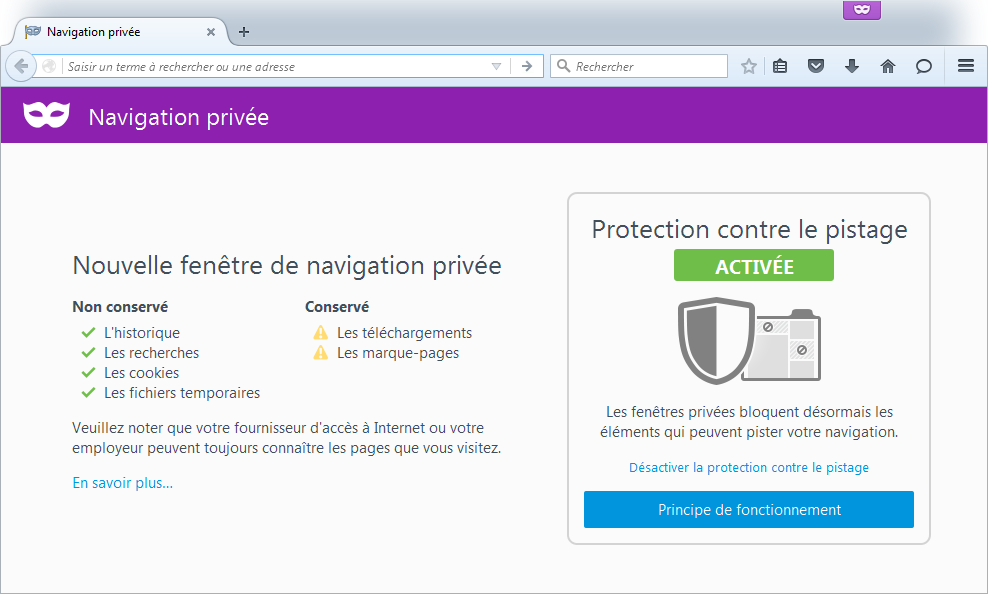 Navigation privée
Saisir un terme à rechercher ou une adresse
Rechercher
Navigation privée
Nouvelle fenêtre de navigation privée
Non conservé
L'historique
Les recherches
Les cookies
Les fichiers temporaires
Conservé
Les téléchargements
Les marque-pages
Veuillez noter que votre fournisseur d'accès à Internet ou votre
employeur peuvent toujours connaître les pages que vous visitez.
En savoir plus...
Protection contre le pistage
ACTIVÉE
Les fenêtres privées bloquent désormais les
éléments qui peuvent pister votre navigation.
Désactiver la protection contre le pistage
Principe de fonctionnement